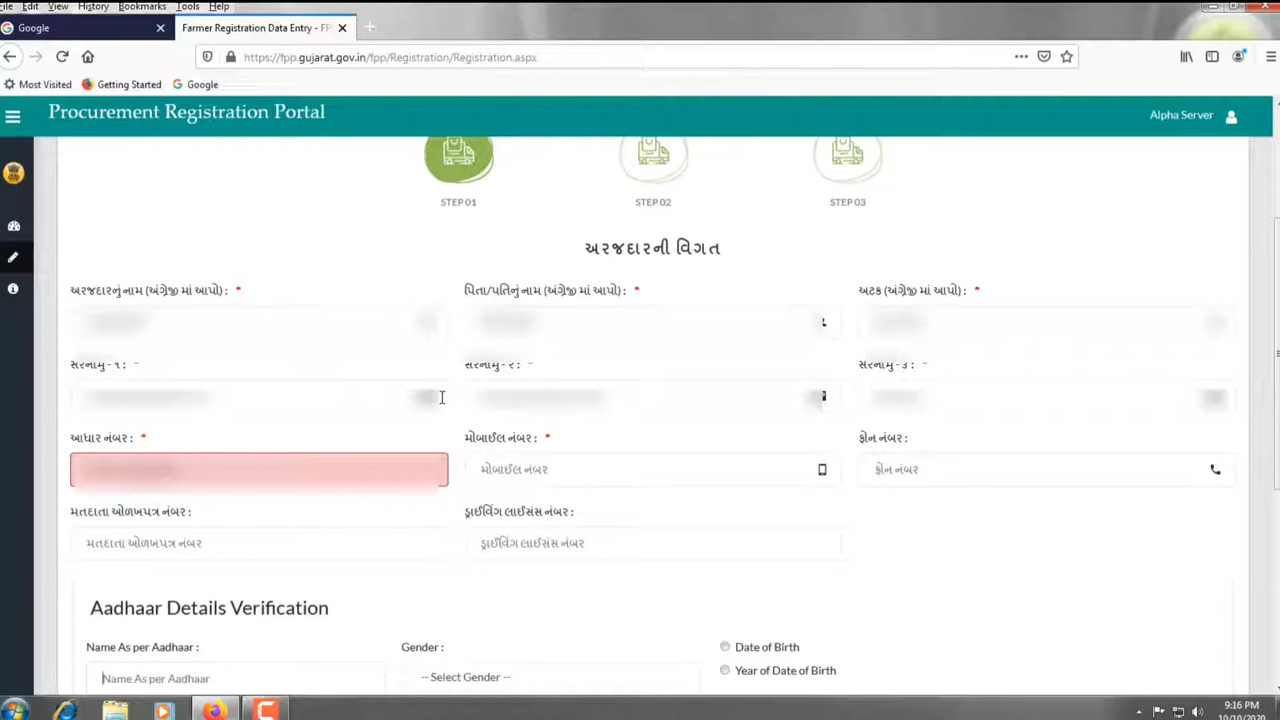 File Edit View History Bookmarks Tools Help
Google Farmer Registration Data Entry - FP
https://fpp.gujarat.gov.in/fpp/Registration/Registration.aspx
Most Visited Getting Started Google
Procurement Registration Portal Alpha Server
STEP 01 STEP 02 STEP 03
અરજદારની વિગત
અરજદારનું નામ (અંગ્રેજી માં આપો) : * પિતા/પતિનું નામ (અંગ્રેજી માં આપો) : * અટક (અંગ્રેજી માં આપો) : *
સરનામુ - ૧ : * સરનામુ - ૨ : * સરનામુ - ૩ : *
આધાર નંબર : * મોબાઈલ નંબર : * ફોન નંબર :
મોબાઈલ નંબર ફોન નંબર
મતદાતા ઓળખપત્ર નંબર : ડ્રાઈવિંગ લાઈસંસ નંબર :
મતદાતા ઓળખપત્ર નંબર ડ્રાઈવિંગ લાઈસંસ નંબર
Aadhaar Details Verification
Name As per Aadhaar : Gender : Date of Birth
Name As per Aadhaar -- Select Gender -- Year of Date of Birth
9:16 PM
10/10/2020